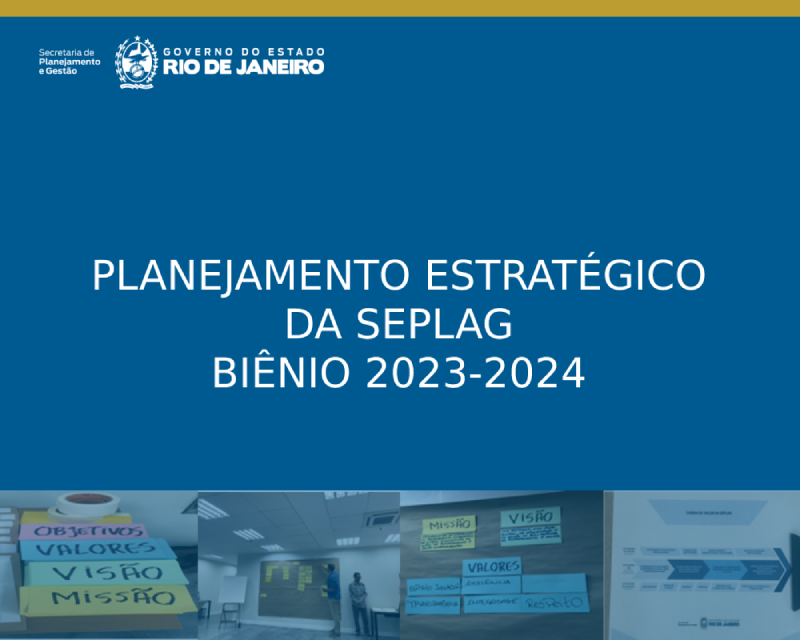 Secretaria de
Planejamento
e Gestão
GOVERNO DO ESTADO
RIO DE JANEIRO
PLANEJAMENTO ESTRATÉGICO
DA SEPLAG
BIÊNIO 2023-2024
OBJETIVOS
VALORES
VISÃO
MISSÃO
MISSÃO
VISÃO
VALORES
RESPEITO